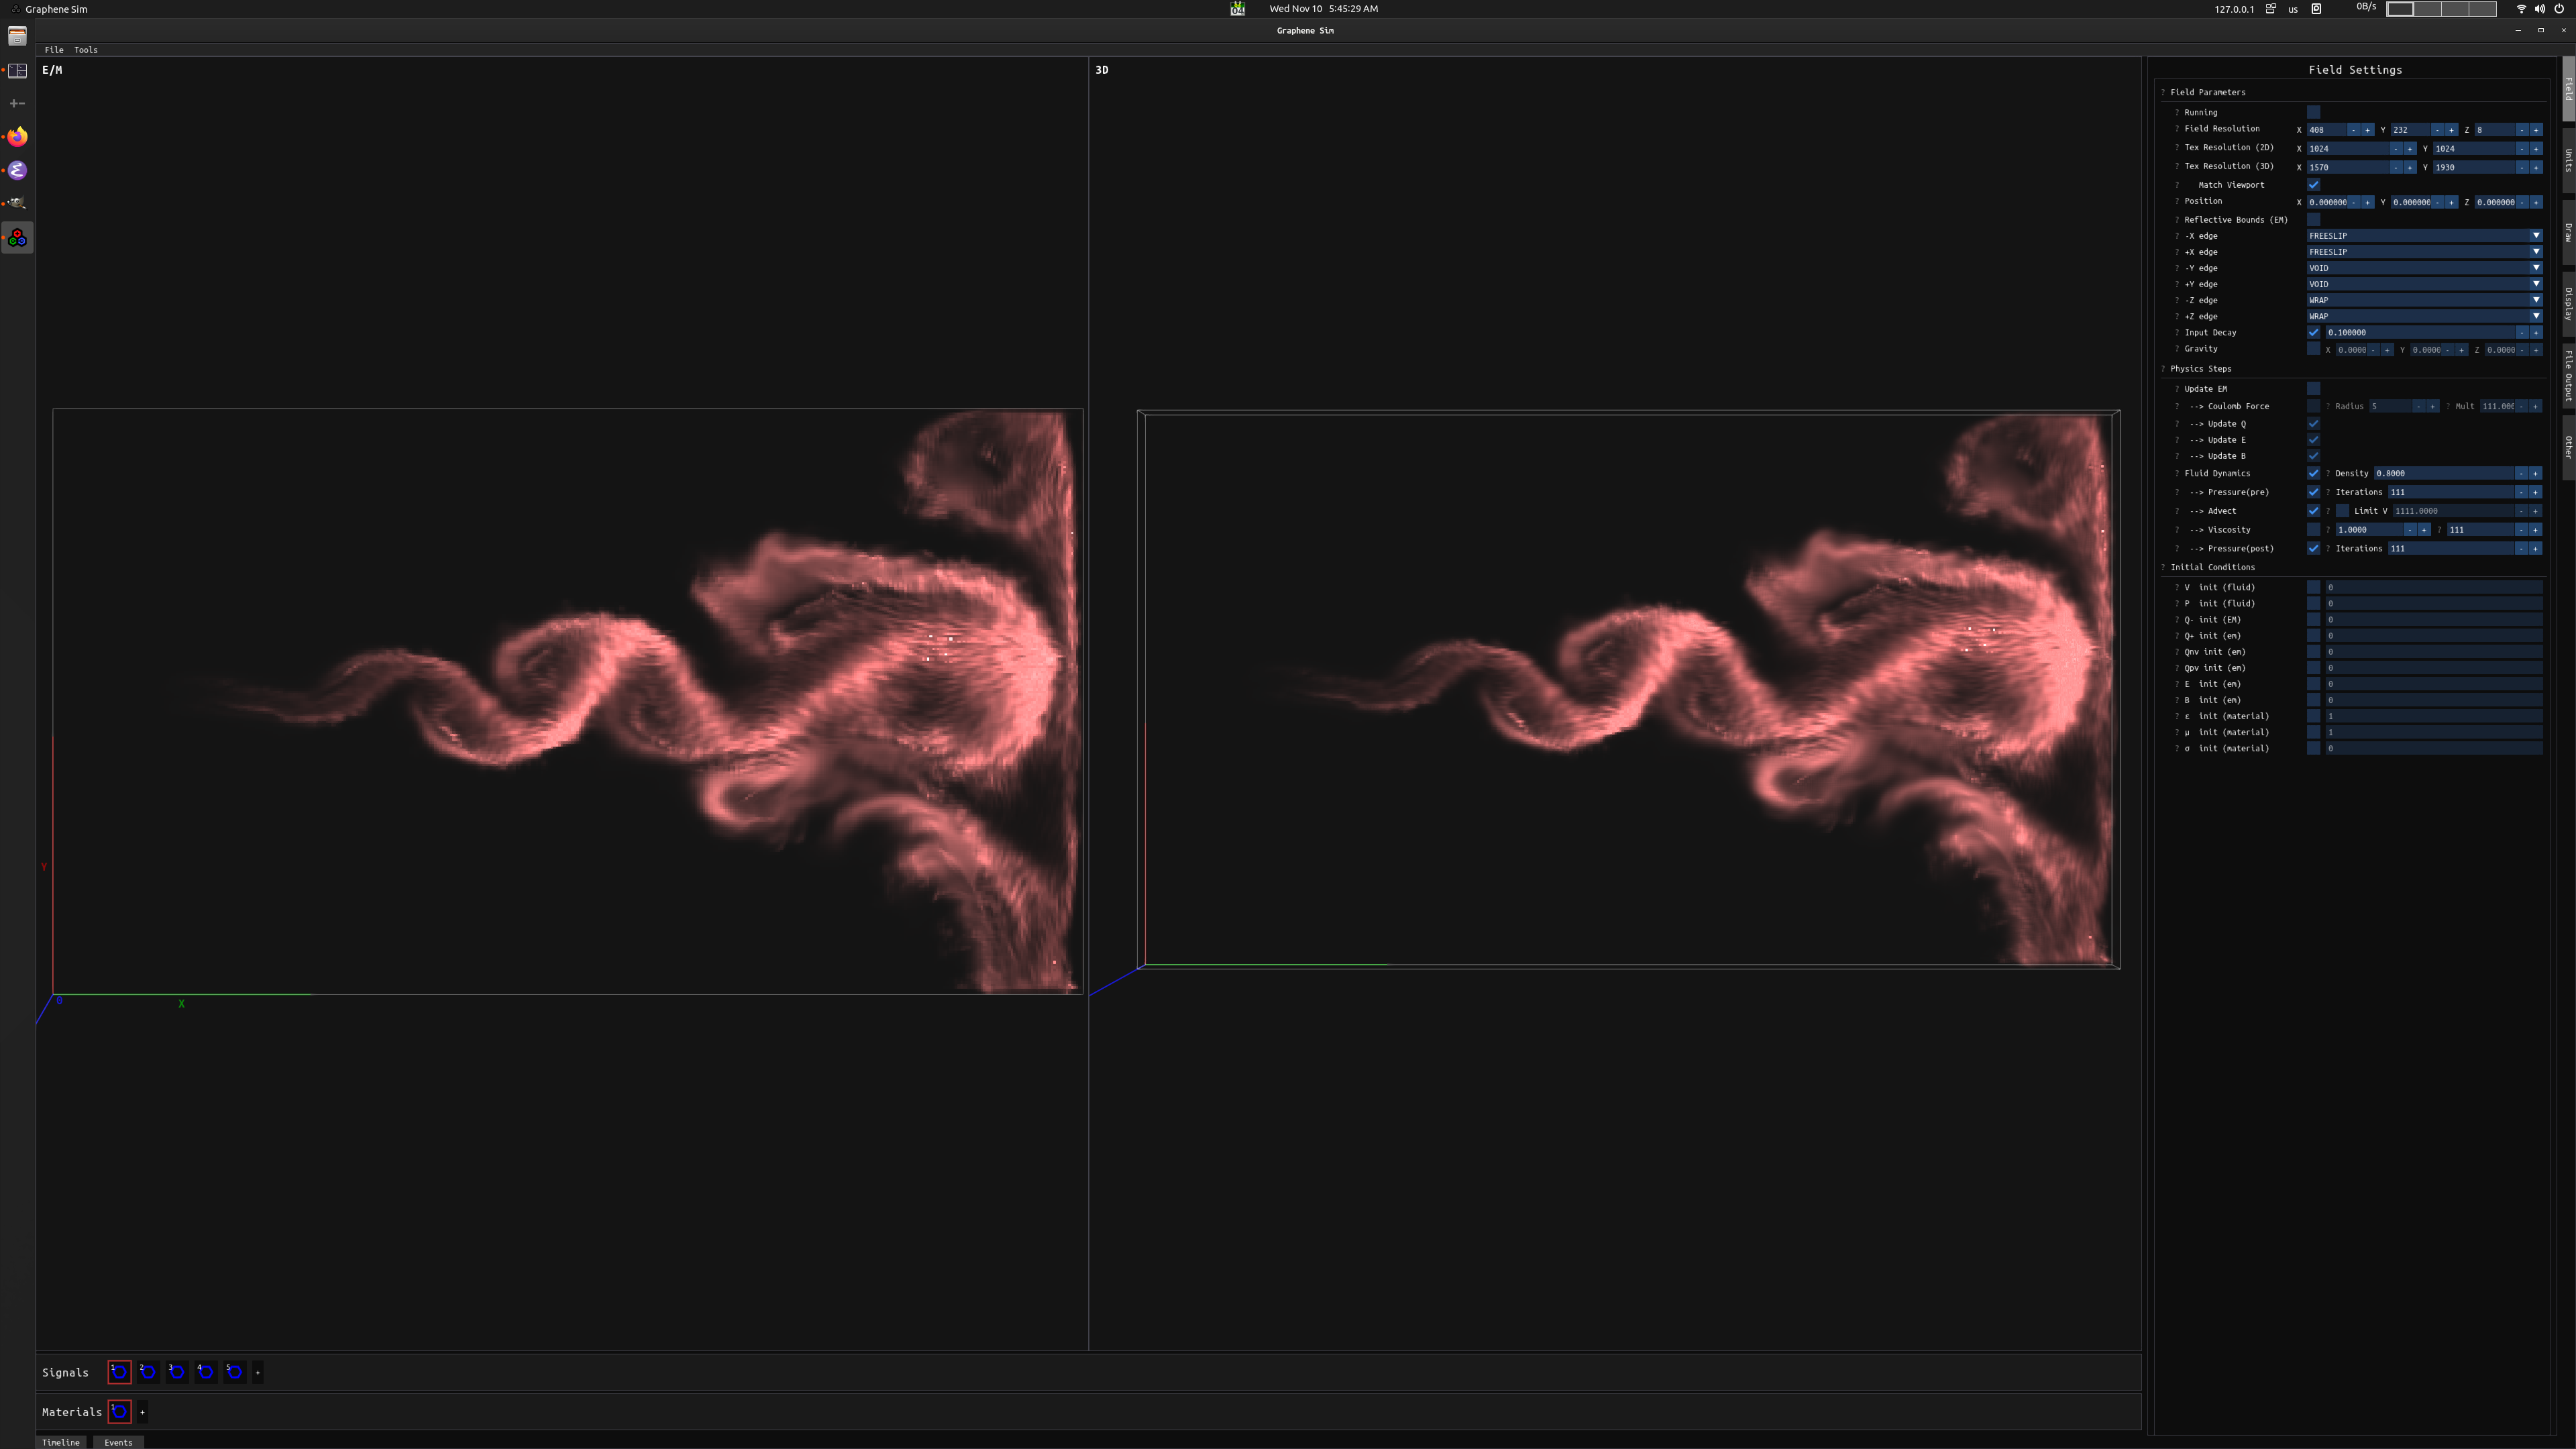 Graphene Sim
Wed Nov 10 5:45:29 AM
127.0.0.1 us 0B/s
Graphene Sim
File Tools
E/M
3D
Y
0
X
Field Settings
? Field Parameters
? Running
? Field Resolution X 408 - + Y 232 - + Z 8 - +
? Tex Resolution (2D) X 1024 - + Y 1024 - +
? Tex Resolution (3D) X 1570 - + Y 1930 - +
? Match Viewport
? Position X 0.000000 - + Y 0.000000 - + Z 0.000000 - +
? Reflective Bounds (EM)
? -X edge FREESLIP
? +X edge FREESLIP
? -Y edge VOID
? +Y edge VOID
? -Z edge WRAP
? +Z edge WRAP
? Input Decay 0.100000 - +
? Gravity X 0.0000 - + Y 0.0000 - + Z 0.0000 - +
? Physics Steps
? Update EM
? --> Coulomb Force ? Radius 5 - + ? Mult 111.000 - +
? --> Update Q
? --> Update E
? --> Update B
? Fluid Dynamics ? Density 0.8000 - +
? --> Pressure(pre) ? Iterations 111 - +
? --> Advect ? Limit V 1111.0000 - +
? --> Viscosity ? 1.0000 - + ? 111 - +
? --> Pressure(post) ? Iterations 111 - +
? Initial Conditions
? V init (fluid) 0
? P init (fluid) 0
? Q- init (EM) 0
? Q+ init (em) 0
? Qnv init (em) 0
? Qpv init (em) 0
? E init (em) 0
? B init (em) 0
? ε init (material) 1
? μ init (material) 1
? σ init (material) 0
Field
Units
Draw
Display
File Output
Other
Signals 1 2 3 4 5 +
Materials 1 +
Timeline Events